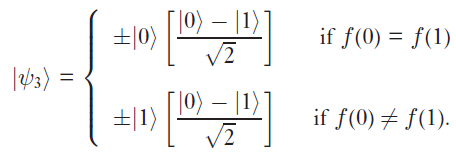 |ψ₃⟩ = { ±|0⟩ [ (|0⟩ − |1⟩) / √2 ] if f(0) = f(1)
±|1⟩ [ (|0⟩ − |1⟩) / √2 ] if f(0) ≠ f(1).